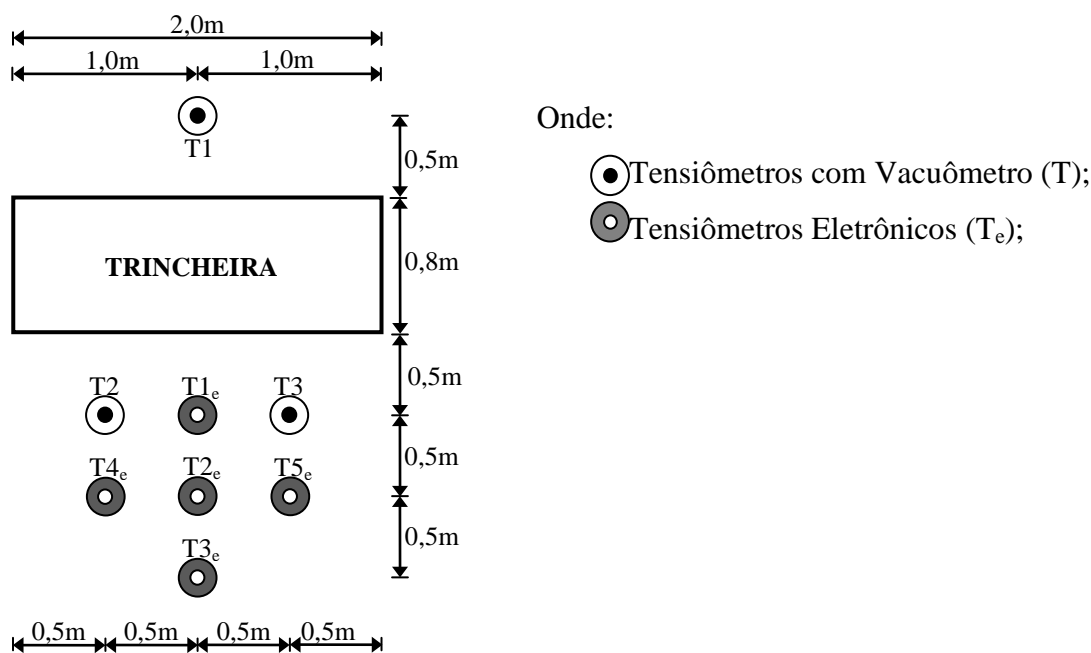 2,0m
1,0m 1,0m
T1
0,5m
Onde:
Tensiômetros com Vacuômetro (T);
Tensiômetros Eletrônicos (Te);
TRINCHEIRA
0,8m
0,5m
T2 T1e T3
0,5m
T4e T2e T5e
0,5m
T3e
0,5m 0,5m 0,5m 0,5m